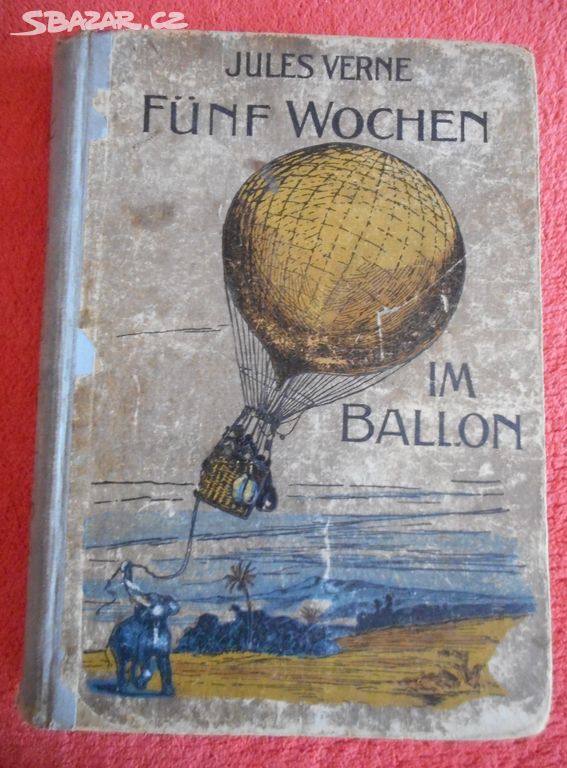 SBAZAR.CZ
JULES VERNE
FÜNF WOCHEN
IM
BALLON